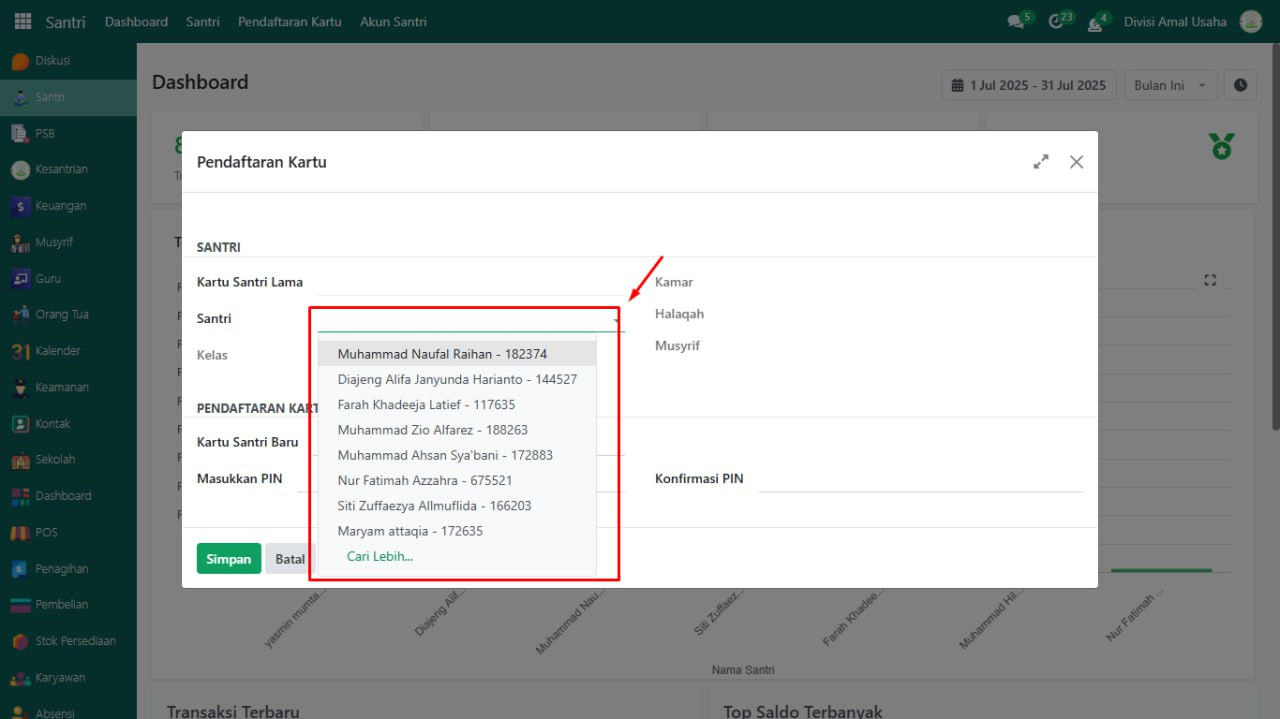 Santri Dashboard Santri Pendaftaran Kartu Akun Santri 5 23 4 Divisi Amal Usaha
Diskusi
Santri
PSB
Kesantrian
Keuangan
Musyrif
Guru
Orang Tua
Kalender
Keamanan
Kontak
Sekolah
Dashboard
POS
Penagihan
Pembelian
Stok Persediaan
Karyawan
Absensi
Dashboard
1 Jul 2025 - 31 Jul 2025 Bulan Ini
Pendaftaran Kartu
SANTRI
Kartu Santri Lama
Kamar
Santri
Halaqah
Kelas
Musyrif
Muhammad Naufal Raihan - 182374
Diajeng Alifa Janyunda Harianto - 144527
Farah Khadeeja Latief - 117635
Muhammad Zio Alfarez - 188263
Muhammad Ahsan Sya'bani - 172883
Nur Fatimah Azzahra - 675521
Siti Zuffaezya Allmuflida - 166203
Maryam attaqia - 172635
Cari Lebih...
PENDAFTARAN KART
Kartu Santri Baru
Masukkan PIN
Konfirmasi PIN
Simpan Batal
yasmin mumta...
Diajeng Alif...
Muhammad Nau...
Siti Zuffaez...
Farah Khadee...
Muhammad Hil...
Nur Fatimah ...
Nama Santri
Transaksi Terbaru
Top Saldo Terbanyak